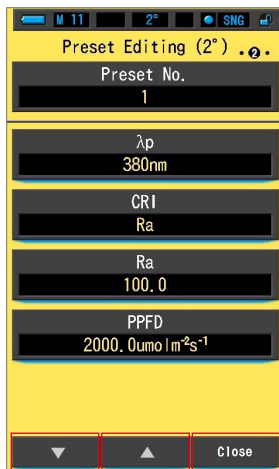 M 11 2° SNG
Preset Editing (2°) ·❷·
Preset No.
1
λp
380nm
CRI
Ra
Ra
100.0
PPFD
2000.0umolm⁻²s⁻¹
▼ ▲ Close